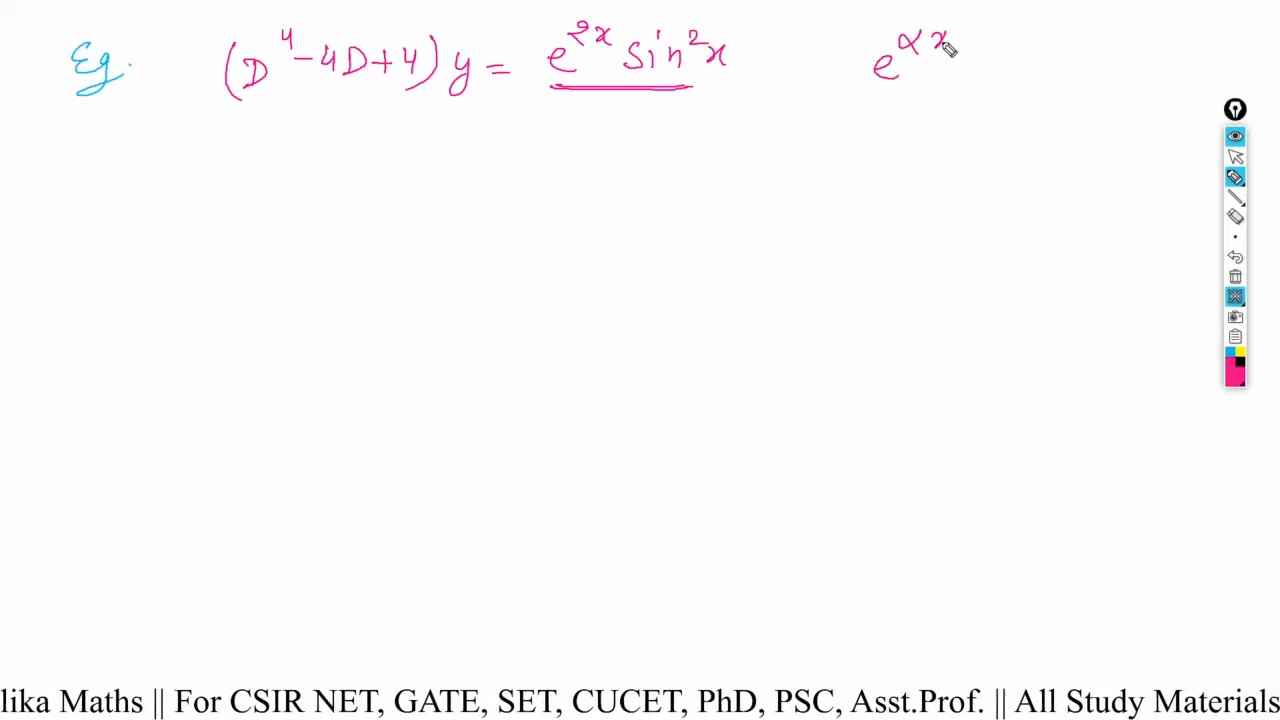 Eg. (D⁴ - 4D + 4) y = e²ˣ Sin²x e^αx
lika Maths || For CSIR NET, GATE, SET, CUCET, PhD, PSC, Asst.Prof. || All Study Materials